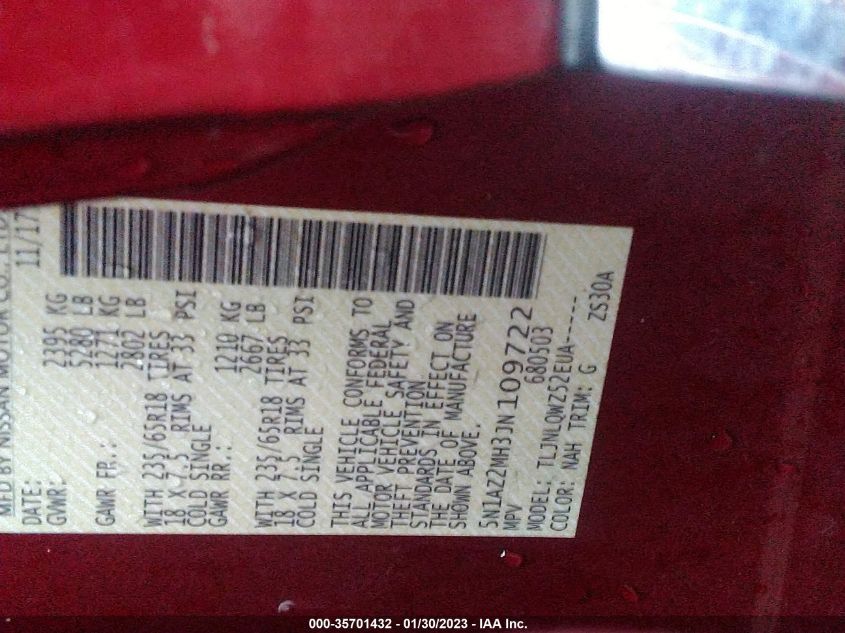 MFD BY NISSAN MOTOR CO., LTD.
DATE: 11/17
GVWR: 2395 KG
5280 LB
GAWR FR.: 1271 KG
2802 LB
WITH 235/65R18 TIRES
18 X 7.5 RIMS AT 33 PSI
COLD SINGLE
GAWR RR.: 1210 KG
2667 LB
WITH 235/65R18 TIRES
18 X 7.5 RIMS AT 33 PSI
COLD SINGLE
THIS VEHICLE CONFORMS TO
ALL APPLICABLE FEDERAL
MOTOR VEHICLE SAFETY AND
THEFT PREVENTION
STANDARDS IN EFFECT ON
THE DATE OF MANUFACTURE
SHOWN ABOVE.
5N1AZ2MH3JN109722
MPV 680503
MODEL: TLJNLQWZ52EUA-----
COLOR: NAH TRIM: G ZS30A
000-35701432 - 01/30/2023 - IAA Inc.